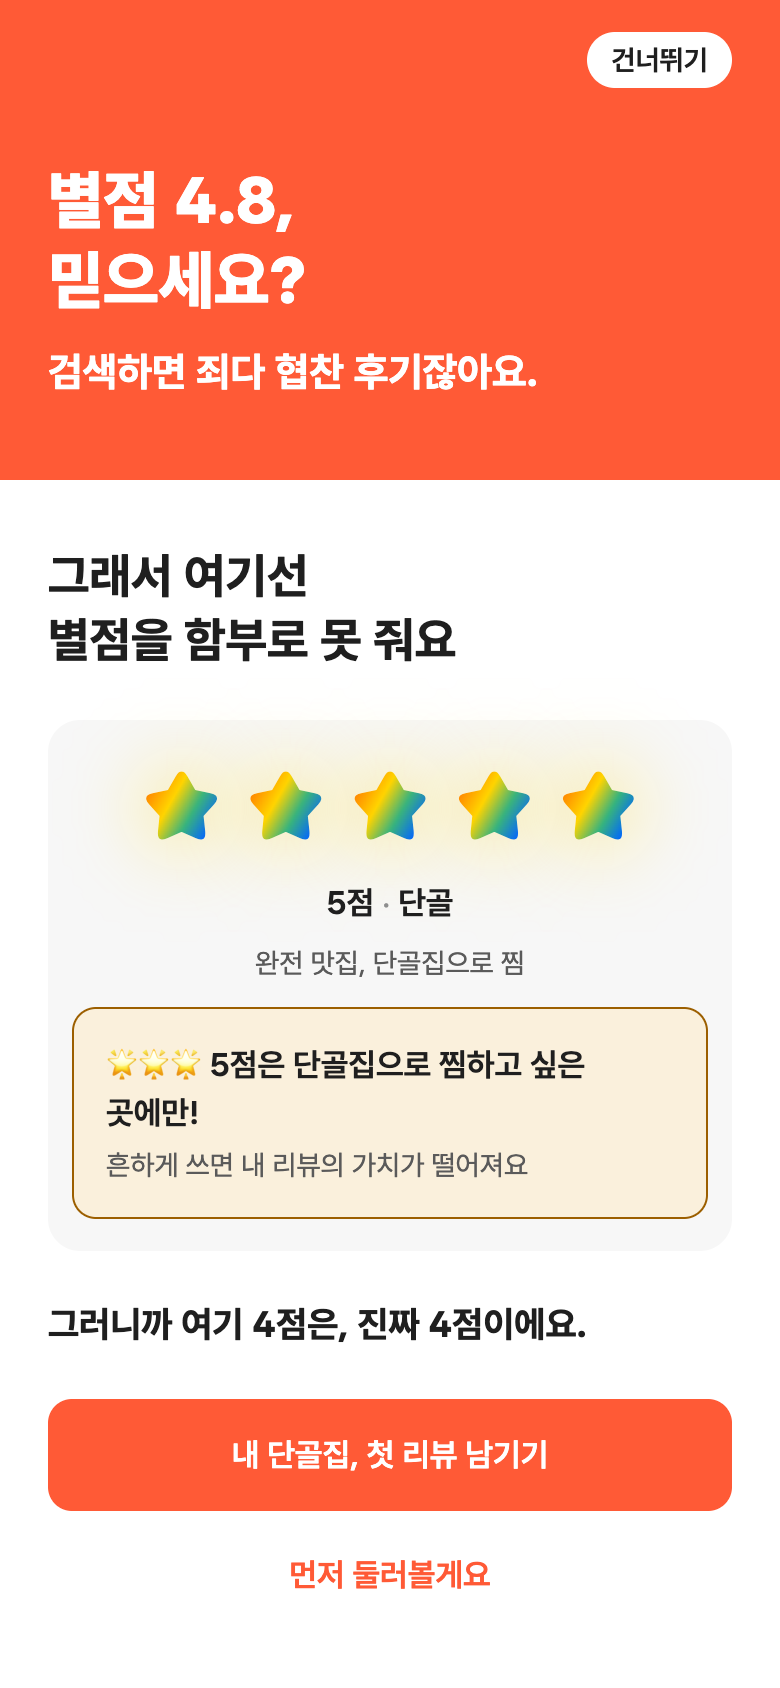 건너뛰기
별점 4.8,
믿으세요?
검색하면 죄다 협찬 후기잖아요.
그래서 여기선
별점을 함부로 못 줘요
5점 · 단골
완전 맛집, 단골집으로 찜
🌟🌟🌟 5점은 단골집으로 찜하고 싶은
곳에만!
흔하게 쓰면 내 리뷰의 가치가 떨어져요
그러니까 여기 4점은, 진짜 4점이에요.
내 단골집, 첫 리뷰 남기기
먼저 둘러볼게요